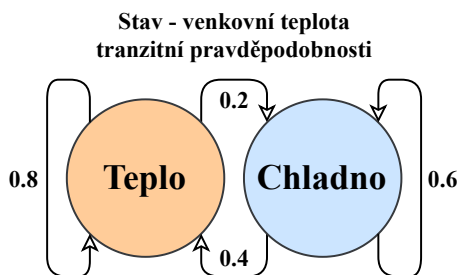 Stav - venkovní teplota
tranzitní pravděpodobnosti
0.2
0.8
Teplo
Chladno
0.6
0.4